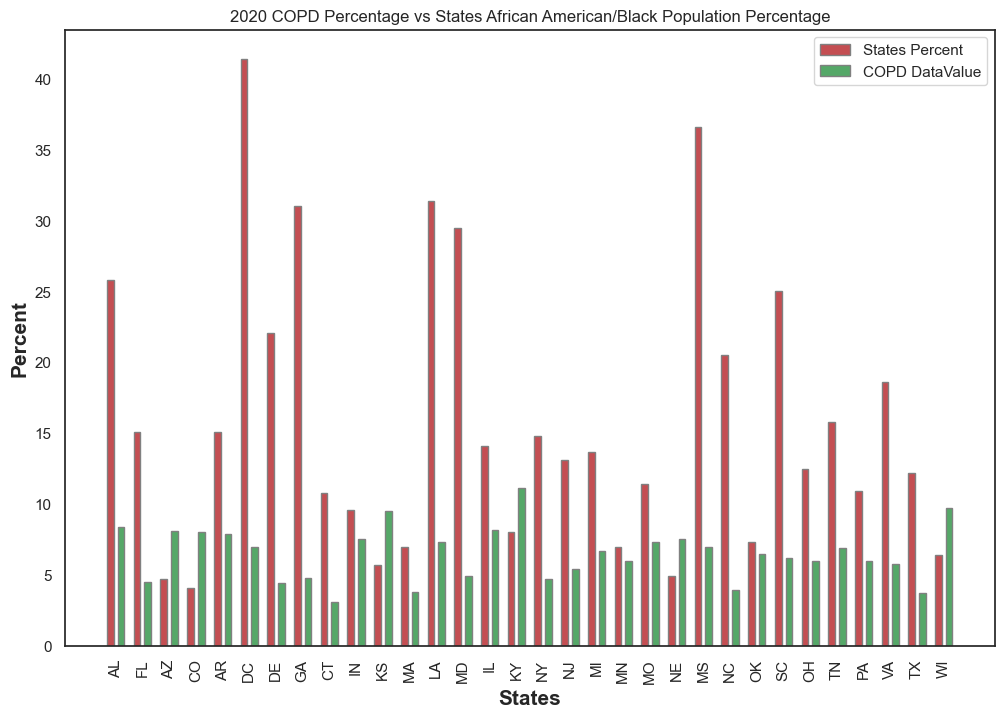 2020 COPD Percentage vs States African American/Black Population Percentage
States Percent
COPD DataValue
Percent
40
35
30
25
20
15
10
5
0
AL
FL
AZ
CO
AR
DC
DE
GA
CT
IN
KS
MA
LA
MD
IL
KY
NY
NJ
MI
MN
MO
NE
MS
NC
OK
SC
OH
TN
PA
VA
TX
WI
States